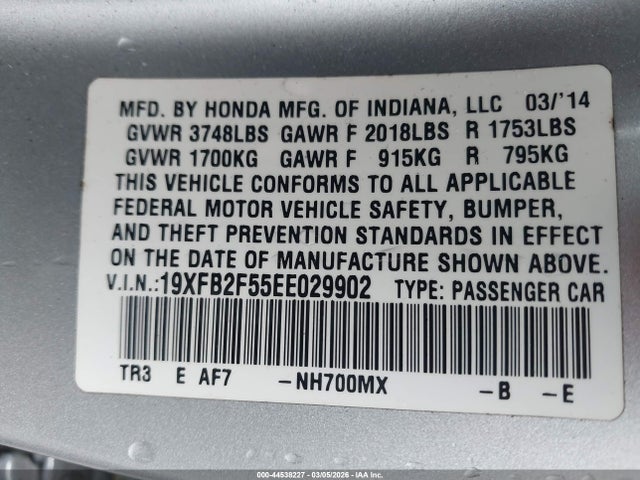 MFD. BY HONDA MFG. OF INDIANA, LLC 03/'14
GVWR 3748LBS GAWR F 2018LBS R 1753LBS
GVWR 1700KG GAWR F 915KG R 795KG
THIS VEHICLE CONFORMS TO ALL APPLICABLE
FEDERAL MOTOR VEHICLE SAFETY, BUMPER,
AND THEFT PREVENTION STANDARDS IN EFFECT
ON THE DATE OF MANUFACTURE SHOWN ABOVE.
V.I.N.:19XFB2F55EE029902 TYPE: PASSENGER CAR
TR3 E AF7 -NH700MX -B -E
000-44538227 - 03/05/2026 - IAA Inc.